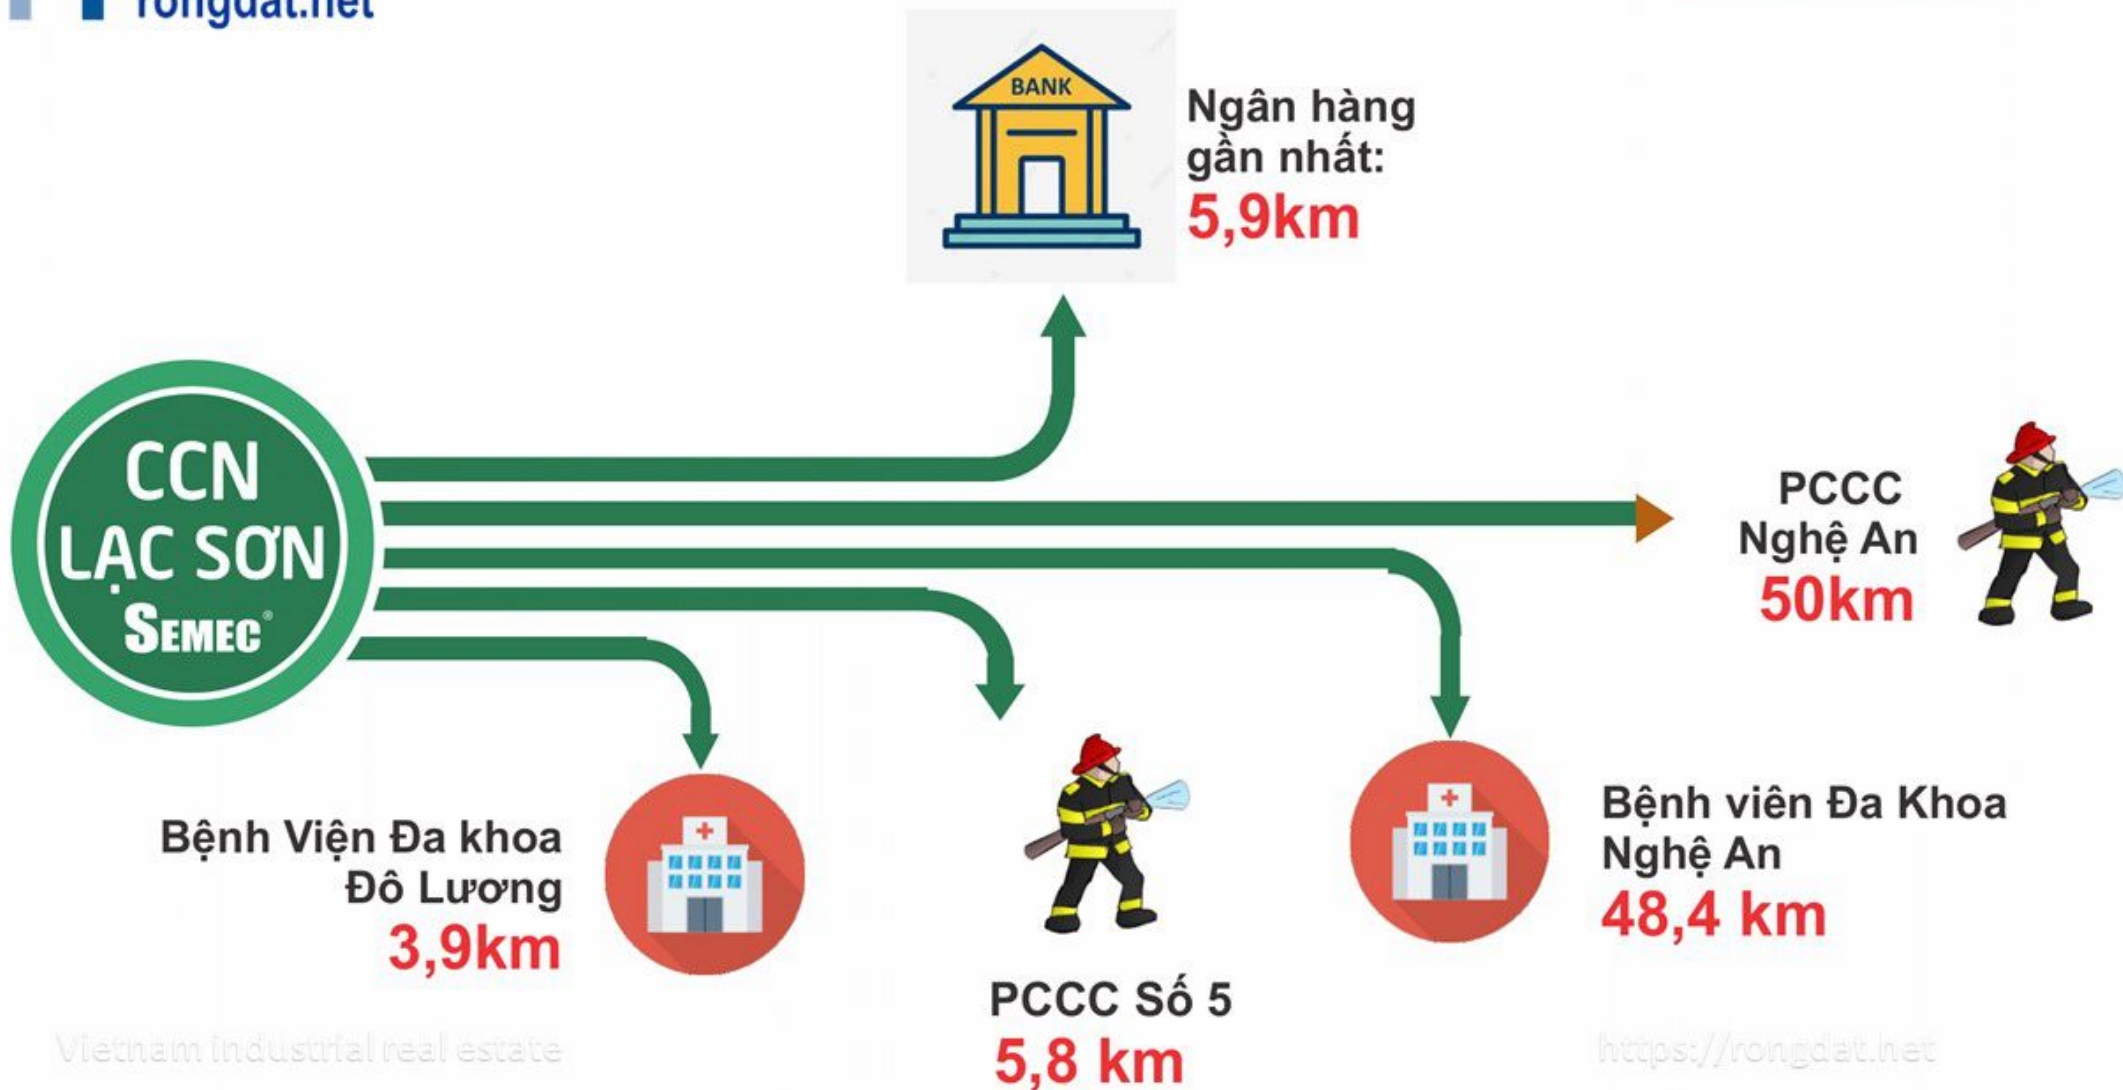 rongdat.net
BANK
Ngân hàng
gần nhất:
5,9km
CCN
LẠC SƠN
SEMEC®
PCCC
Nghệ An
50km
Bệnh Viện Đa khoa
Đô Lương
3,9km
PCCC Số 5
5,8 km
Bệnh viên Đa Khoa
Nghệ An
48,4 km
Vietnam industrial real estate
https://rongdat.net